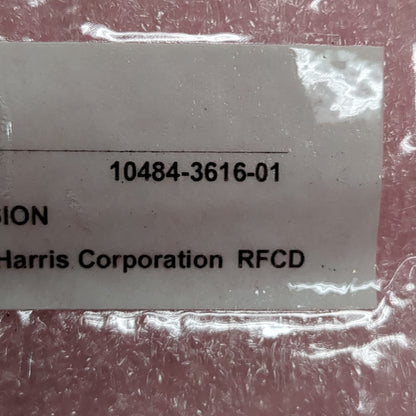 10484-3616-01
SION
Harris Corporation RFCD